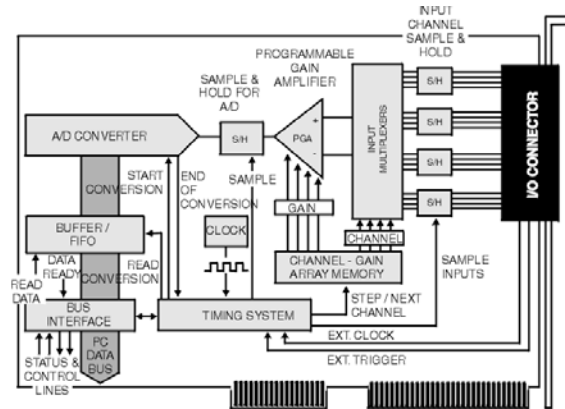 INPUT
CHANNEL
SAMPLE &
HOLD
PROGRAMMABLE
GAIN
AMPLIFIER
SAMPLE &
HOLD FOR
A/D
A/D CONVERTER
S/H
PGA
+
-
INPUT
MULTIPLEXERS
S/H
S/H
S/H
S/H
I/O CONNECTOR
CONVERSION
START
CONVERSION
END
OF
CONVERSION
SAMPLE
GAIN
CHANNEL
BUFFER /
FIFO
CLOCK
CHANNEL - GAIN
ARRAY MEMORY
SAMPLE
INPUTS
DATA
READY
READ
DATA
CONVERSION
READ
CONVERSION
STEP / NEXT
CHANNEL
BUS
INTERFACE
TIMING SYSTEM
EXT. CLOCK
EXT. TRIGGER
STATUS &
CONTROL
LINES
PC
DATA
BUS